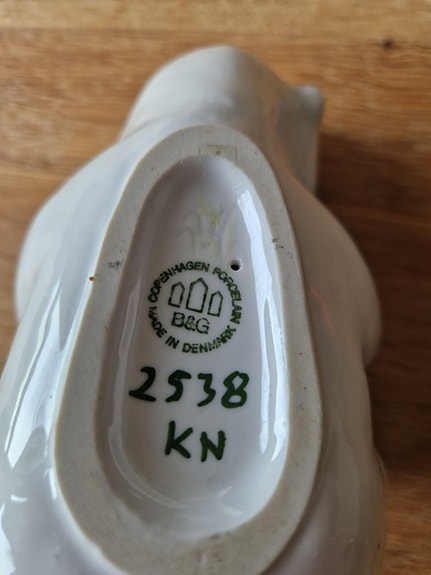 COPENHAGEN PORCELAIN
B&G
MADE IN DENMARK
2538
KN